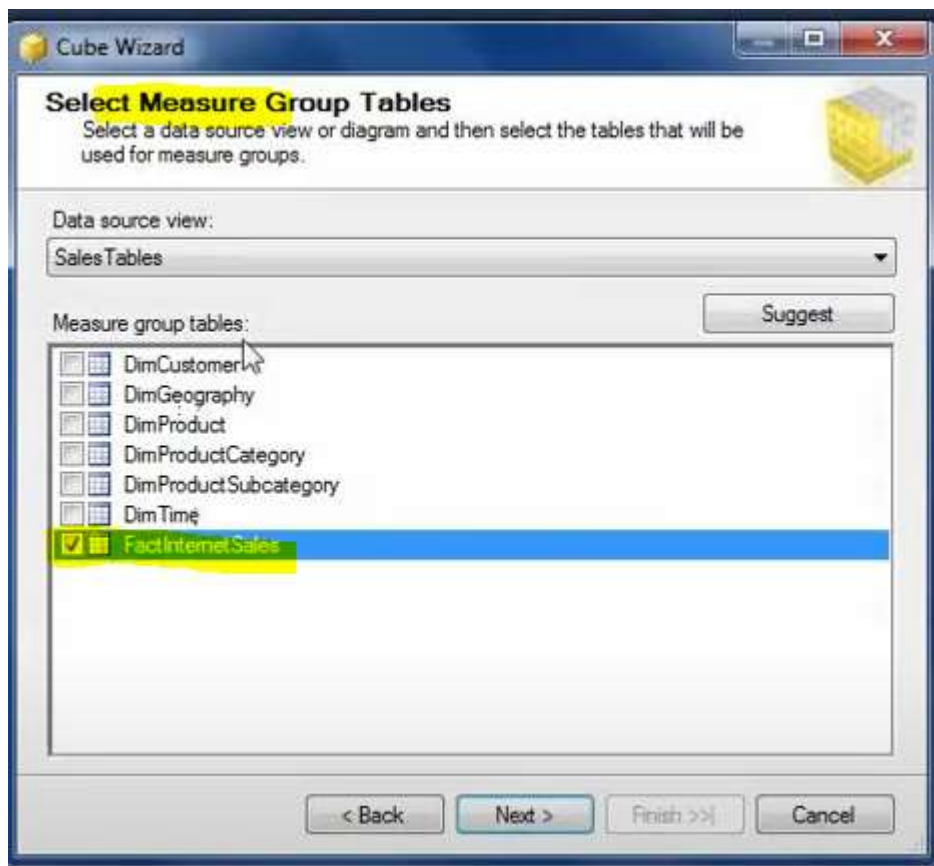 Cube Wizard
Select Measure Group Tables
Select a data source view or diagram and then select the tables that will be
used for measure groups.
Data source view:
SalesTables
Measure group tables:
Suggest
DimCustomer
DimGeography
DimProduct
DimProductCategory
DimProductSubcategory
DimTime
FactInternetSales
< Back
Next >
Finish >>|
Cancel